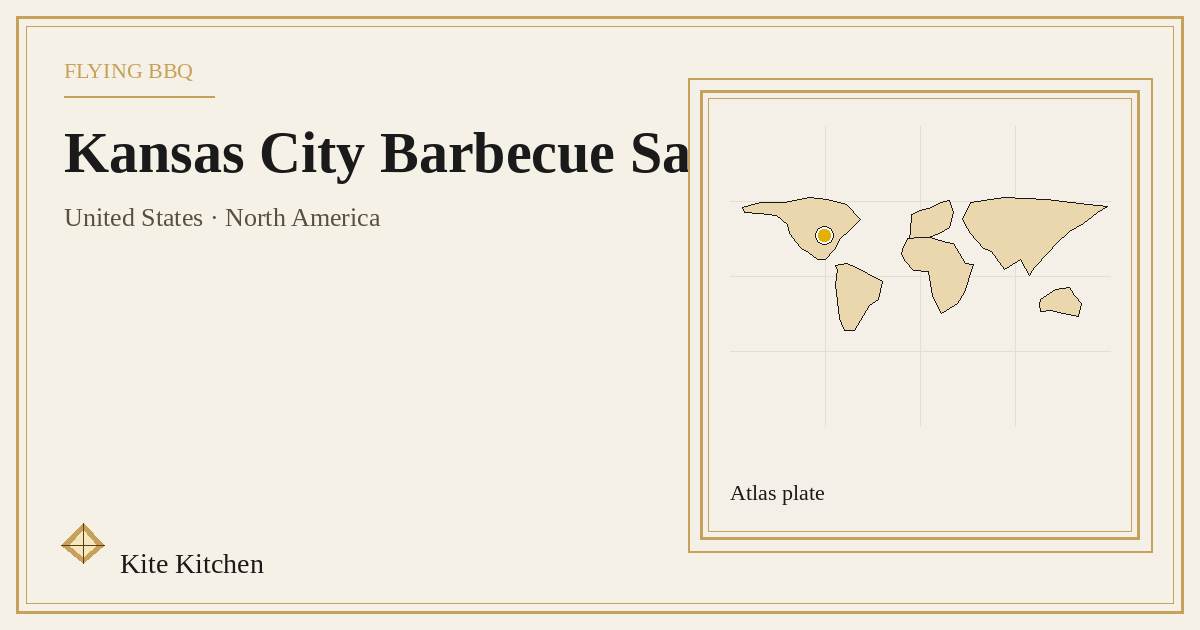 FLYING BBQ
Kansas City Barbecue Sa
United States · North America
Atlas plate
Kite Kitchen